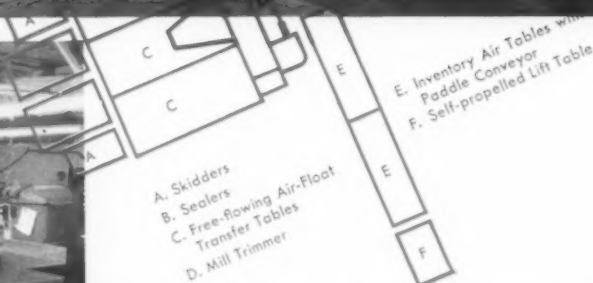 A
C
C
A
E
E
F
A. Skidders
B. Sealers
C. Free-flowing Air-Float
Transfer Tables
D. Mill Trimmer
E. Inventory Air Tables
Paddle Conveyor
F. Self-propelled Lift Table